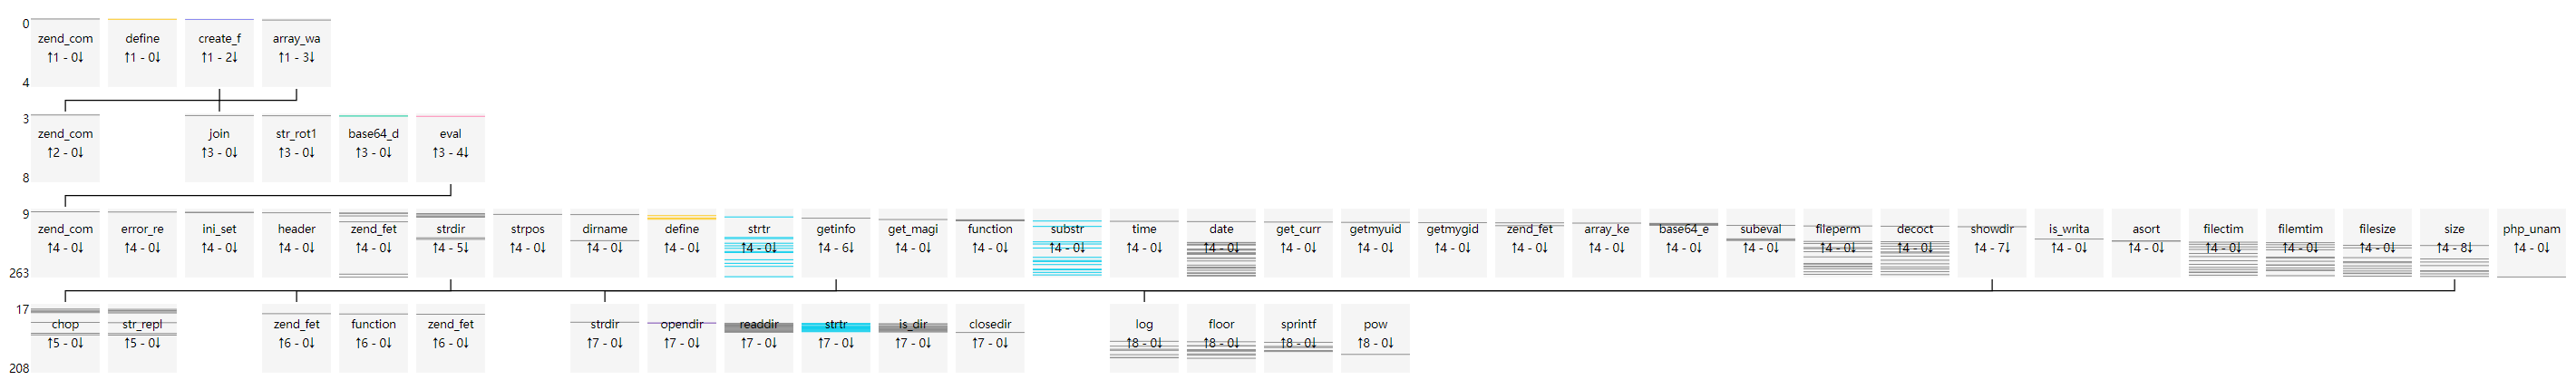 0
zend_com define create_f array_wa
↑1 - 0↓ ↑1 - 0↓ ↑1 - 2↓ ↑1 - 3↓
4
3
zend_com join str_rot1 base64_d eval
↑2 - 0↓ ↑3 - 0↓ ↑3 - 0↓ ↑3 - 0↓ ↑3 - 4↓
8
9
zend_com error_re ini_set header zend_fet strdir strpos dirname define strtr getinfo get_magi function substr time date get_curr getmyuid getmygid zend_fet array_ke base64_e subeval fileperm decoct showdir is_writa asort filectim filemtim filesize size php_unam
↑4 - 0↓ ↑4 - 0↓ ↑4 - 0↓ ↑4 - 0↓ ↑4 - 0↓ ↑4 - 5↓ ↑4 - 0↓ ↑4 - 0↓ ↑4 - 0↓ ↑4 - 0↓ ↑4 - 6↓ ↑4 - 0↓ ↑4 - 0↓ ↑4 - 0↓ ↑4 - 0↓ ↑4 - 0↓ ↑4 - 0↓ ↑4 - 0↓ ↑4 - 0↓ ↑4 - 0↓ ↑4 - 0↓ ↑4 - 0↓ ↑4 - 0↓ ↑4 - 0↓ ↑4 - 0↓ ↑4 - 7↓ ↑4 - 0↓ ↑4 - 0↓ ↑4 - 0↓ ↑4 - 0↓ ↑4 - 0↓ ↑4 - 8↓ ↑4 - 0↓
263
17
chop str_repl zend_fet function zend_fet strdir opendir readdir strtr is_dir closedir log floor sprintf pow
↑5 - 0↓ ↑5 - 0↓ ↑6 - 0↓ ↑6 - 0↓ ↑6 - 0↓ ↑7 - 0↓ ↑7 - 0↓ ↑7 - 0↓ ↑7 - 0↓ ↑7 - 0↓ ↑7 - 0↓ ↑8 - 0↓ ↑8 - 0↓ ↑8 - 0↓ ↑8 - 0↓
208